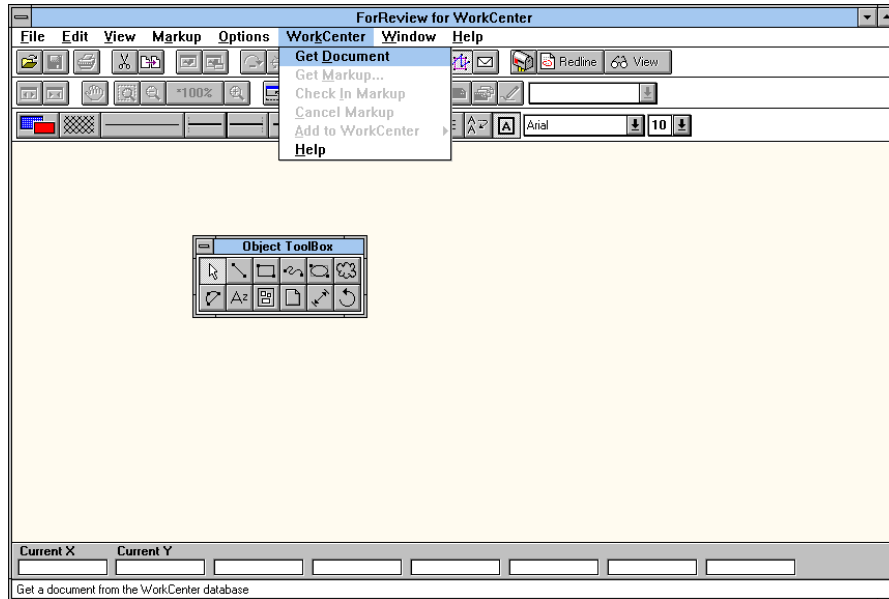 ForReview for WorkCenter
File Edit View Markup Options WorkCenter Window Help
Get Document
Redline View
Get Markup...
Check In Markup
*100%
Cancel Markup
Add to WorkCenter
A Arial 10
Help
Object ToolBox
Az
Current X Current Y
Get a document from the WorkCenter database